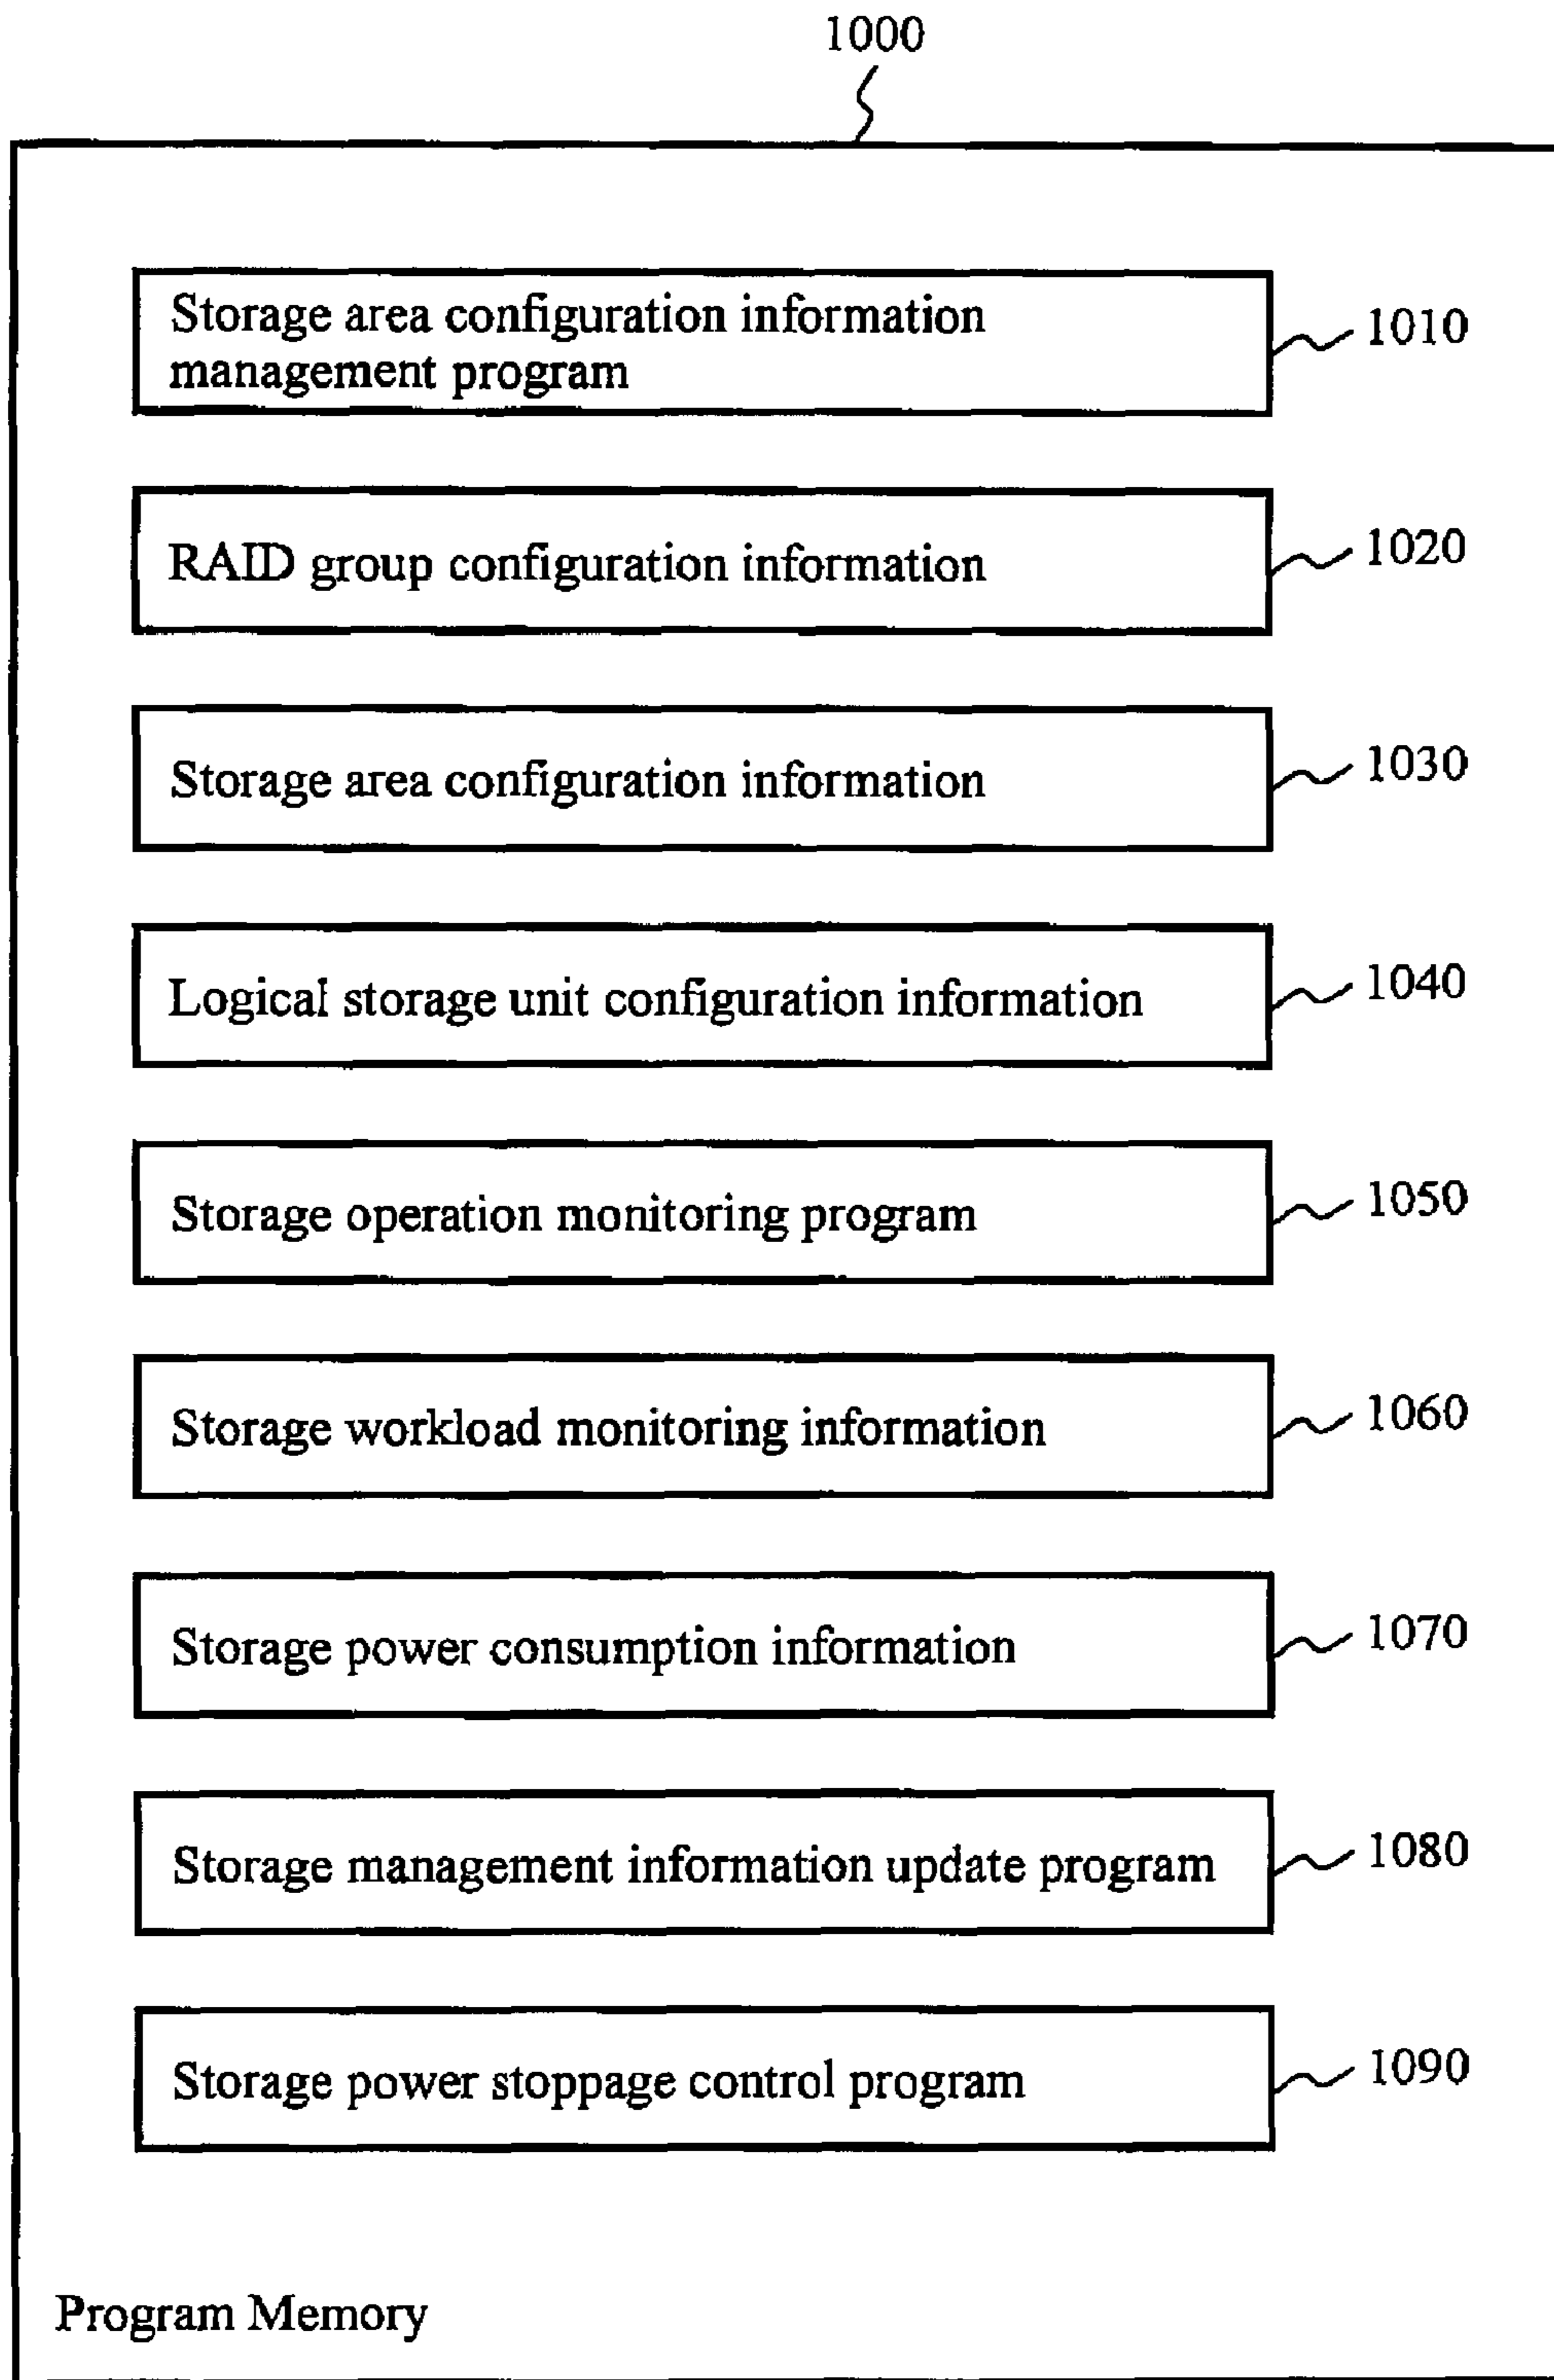 1000
Storage area configuration information
management program
1010
RAID group configuration information
1020
Storage area configuration information
1030
Logical storage unit configuration information
1040
Storage operation monitoring program
1050
Storage workload monitoring information
1060
Storage power consumption information
1070
Storage management information update program
1080
Storage power stoppage control program
1090
Program Memory